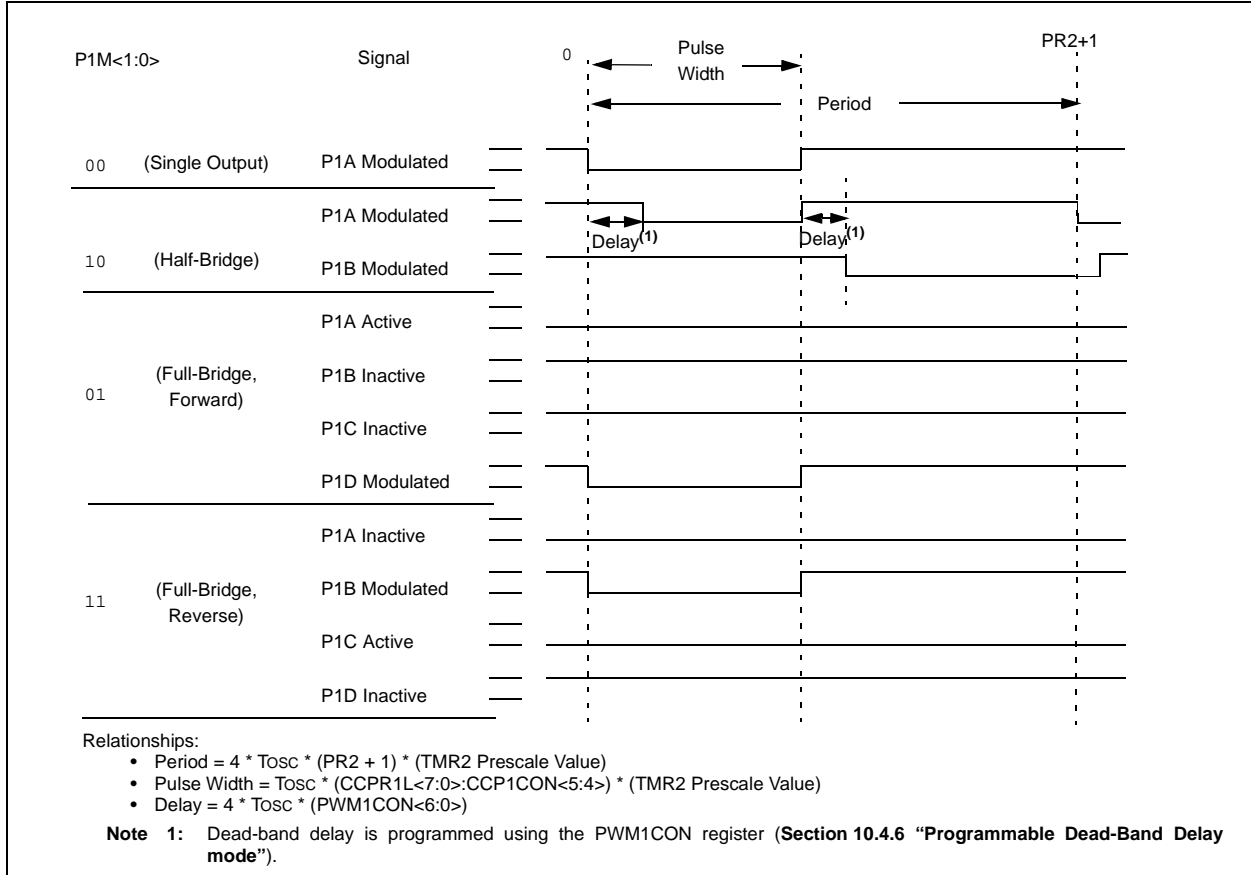 P1M<1:0> Signal 0 Pulse Width PR2+1
Period
00 (Single Output) P1A Modulated
P1A Modulated
Delay(1) Delay(1)
10 (Half-Bridge) P1B Modulated
P1A Active
01 (Full-Bridge, Forward) P1B Inactive
P1C Inactive
P1D Modulated
P1A Inactive
11 (Full-Bridge, Reverse) P1B Modulated
P1C Active
P1D Inactive
Relationships:
• Period = 4 * TOSC * (PR2 + 1) * (TMR2 Prescale Value)
• Pulse Width = TOSC * (CCPR1L<7:0>:CCP1CON<5:4>) * (TMR2 Prescale Value)
• Delay = 4 * TOSC * (PWM1CON<6:0>)
Note 1: Dead-band delay is programmed using the PWM1CON register (Section 10.4.6 “Programmable Dead-Band Delay
mode”).